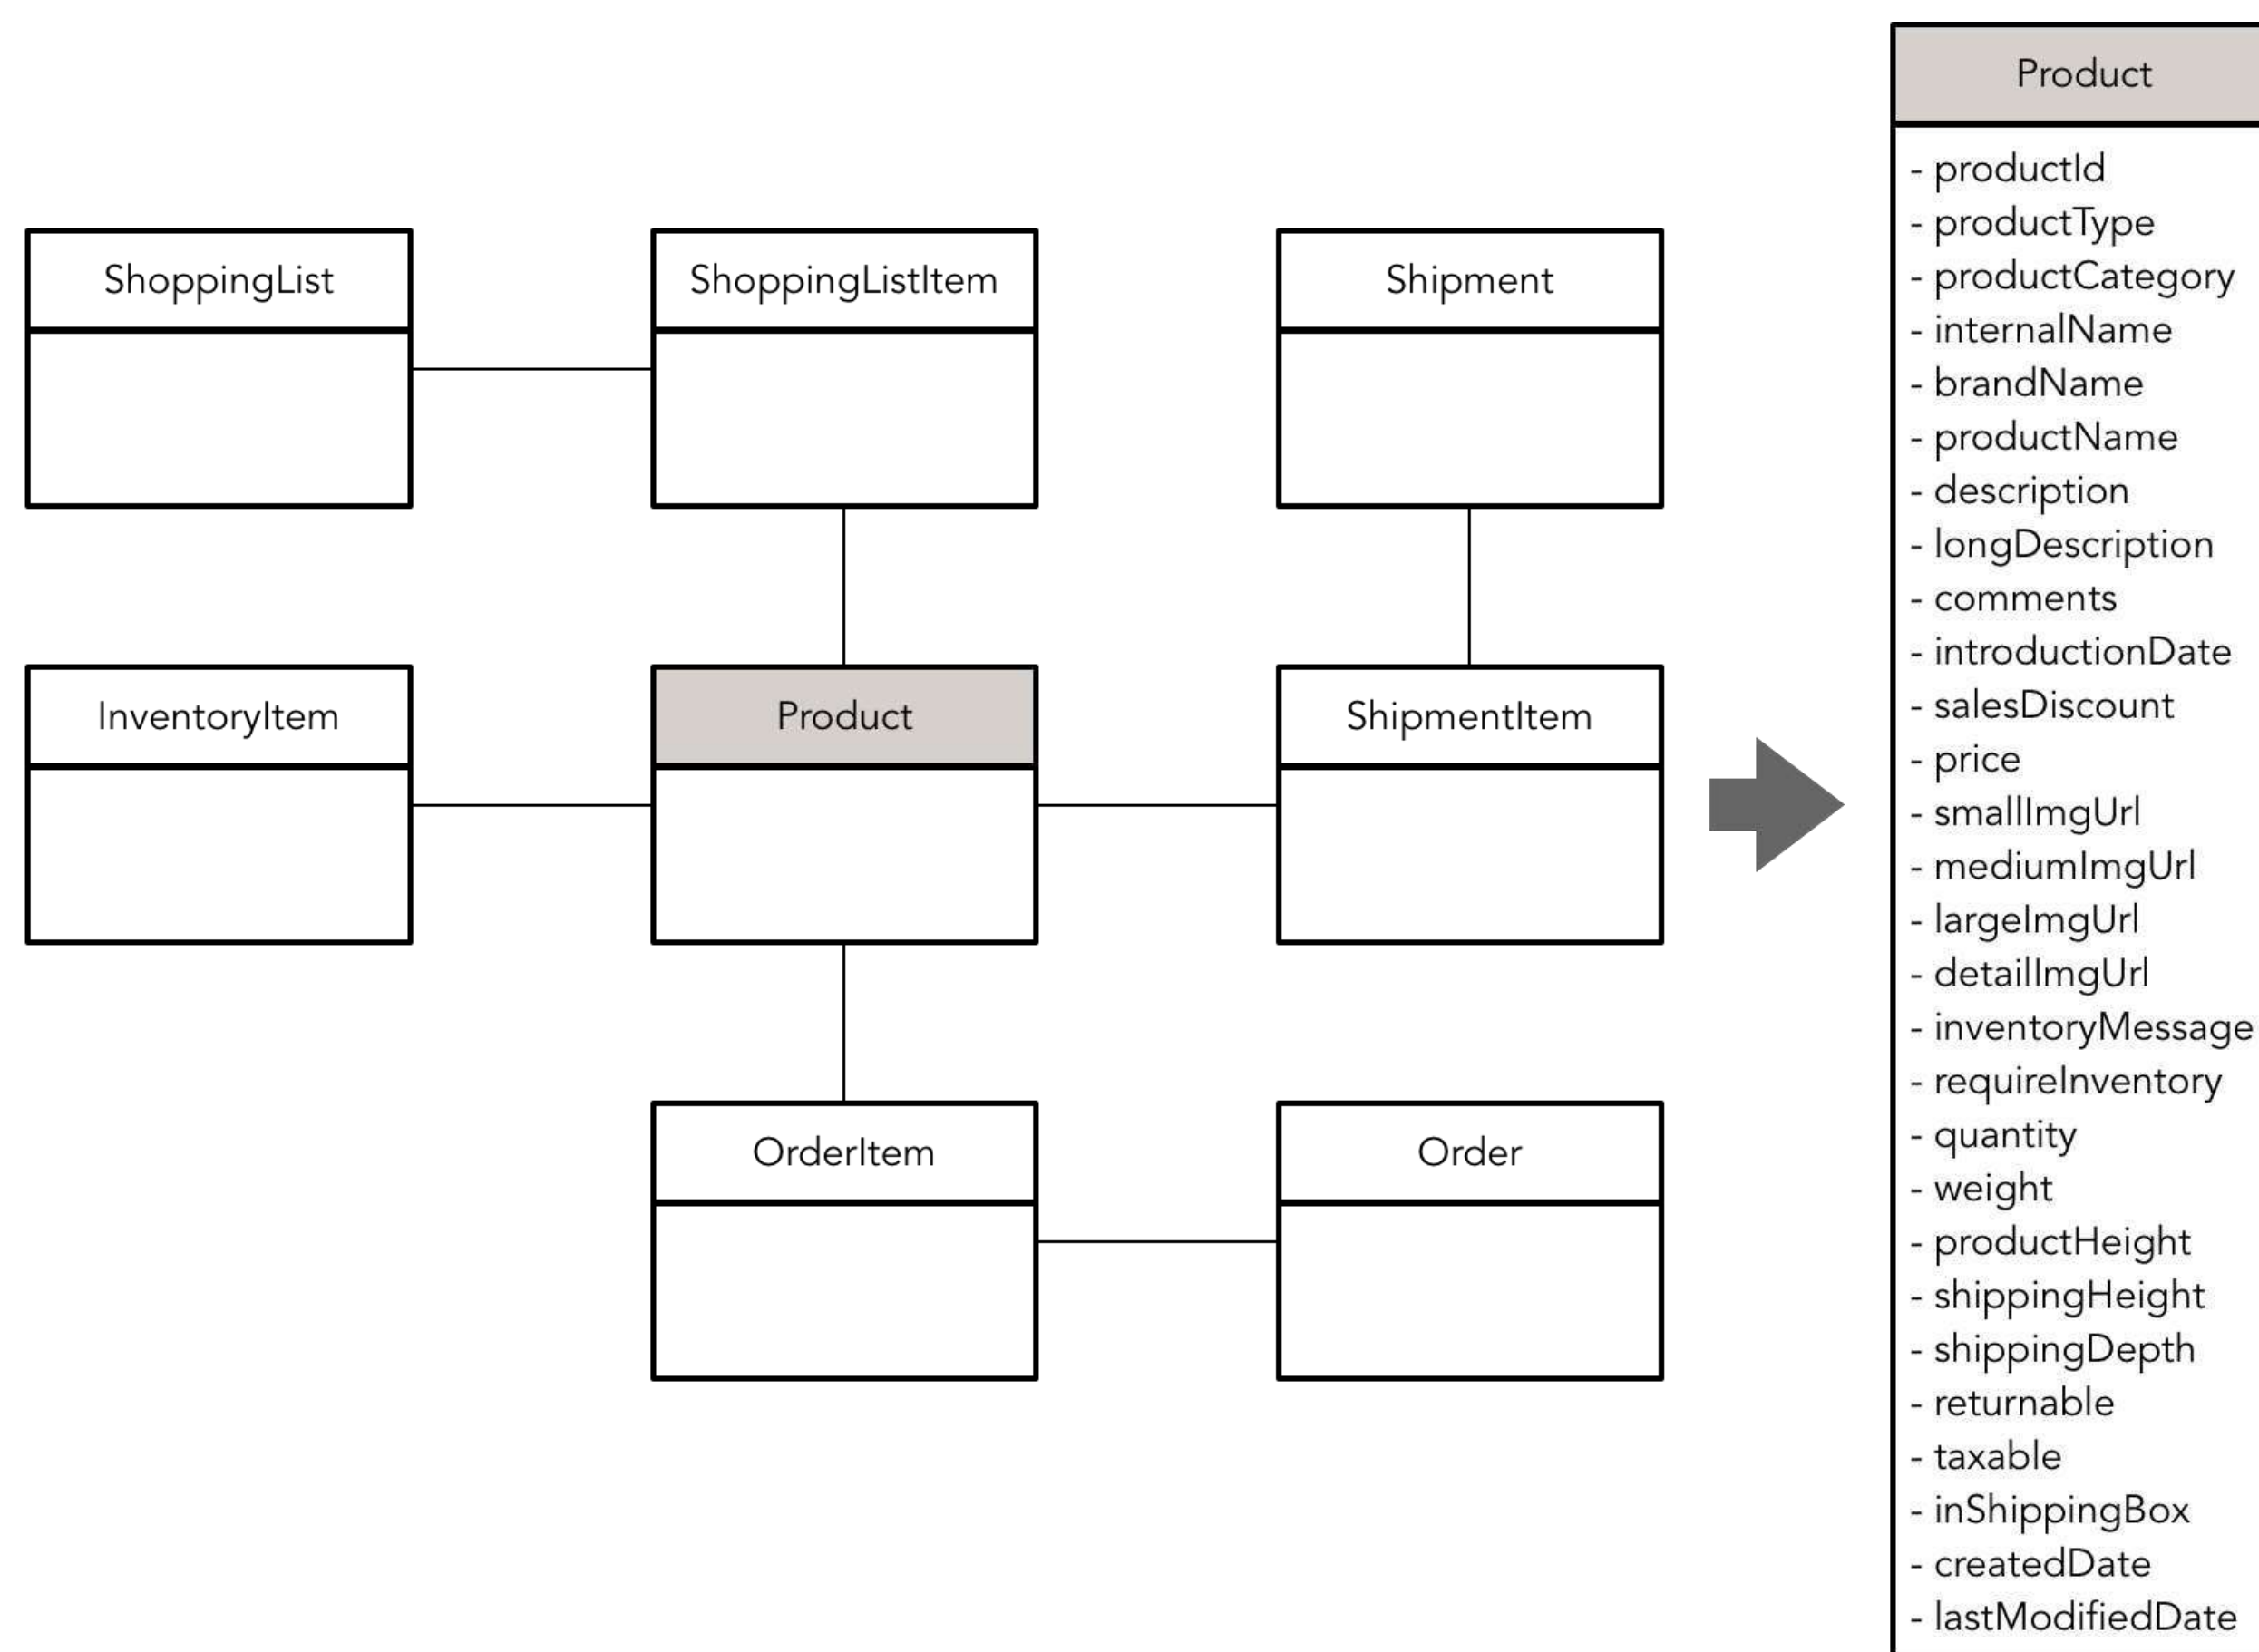 ShoppingList
ShoppingListItem
Shipment
InventoryItem
Product
ShipmentItem
OrderItem
Order
Product
- productId
- productType
- productCategory
- internalName
- brandName
- productName
- description
- longDescription
- comments
- introductionDate
- salesDiscount
- price
- smallImgUrl
- mediumImgUrl
- largeImgUrl
- detailImgUrl
- inventoryMessage
- requireInventory
- quantity
- weight
- productHeight
- shippingHeight
- shippingDepth
- returnable
- taxable
- inShippingBox
- createdDate
- lastModifiedDate